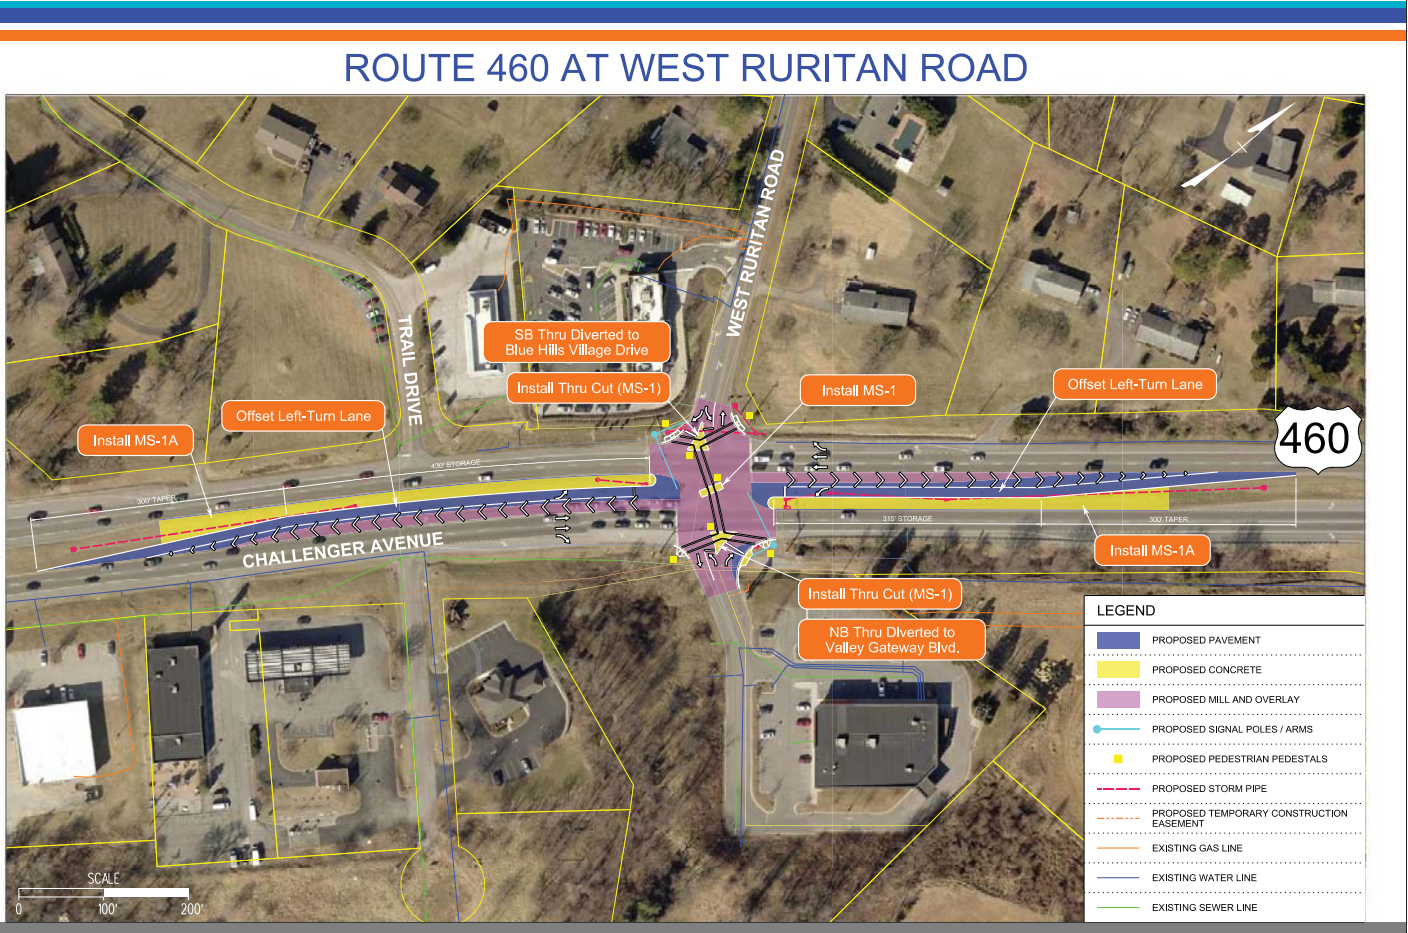 ROUTE 460 AT WEST RURITAN ROAD
WEST RURITAN ROAD
TRAIL DRIVE
SB Thru Diverted to
Blue Hills Village Drive
Install Thru Cut (MS-1)
Install MS-1
Offset Left-Turn Lane
Offset Left-Turn Lane
Install MS-1A
460
430' STORAGE
300' TAPER
315' STORAGE
300' TAPER
CHALLENGER AVENUE
Install MS-1A
Install Thru Cut (MS-1)
NB Thru Diverted to
Valley Gateway Blvd.
LEGEND
PROPOSED PAVEMENT
PROPOSED CONCRETE
PROPOSED MILL AND OVERLAY
PROPOSED SIGNAL POLES / ARMS
PROPOSED PEDESTRIAN PEDESTALS
PROPOSED STORM PIPE
PROPOSED TEMPORARY CONSTRUCTION
EASEMENT
EXISTING GAS LINE
EXISTING WATER LINE
EXISTING SEWER LINE
SCALE
0 100' 200'